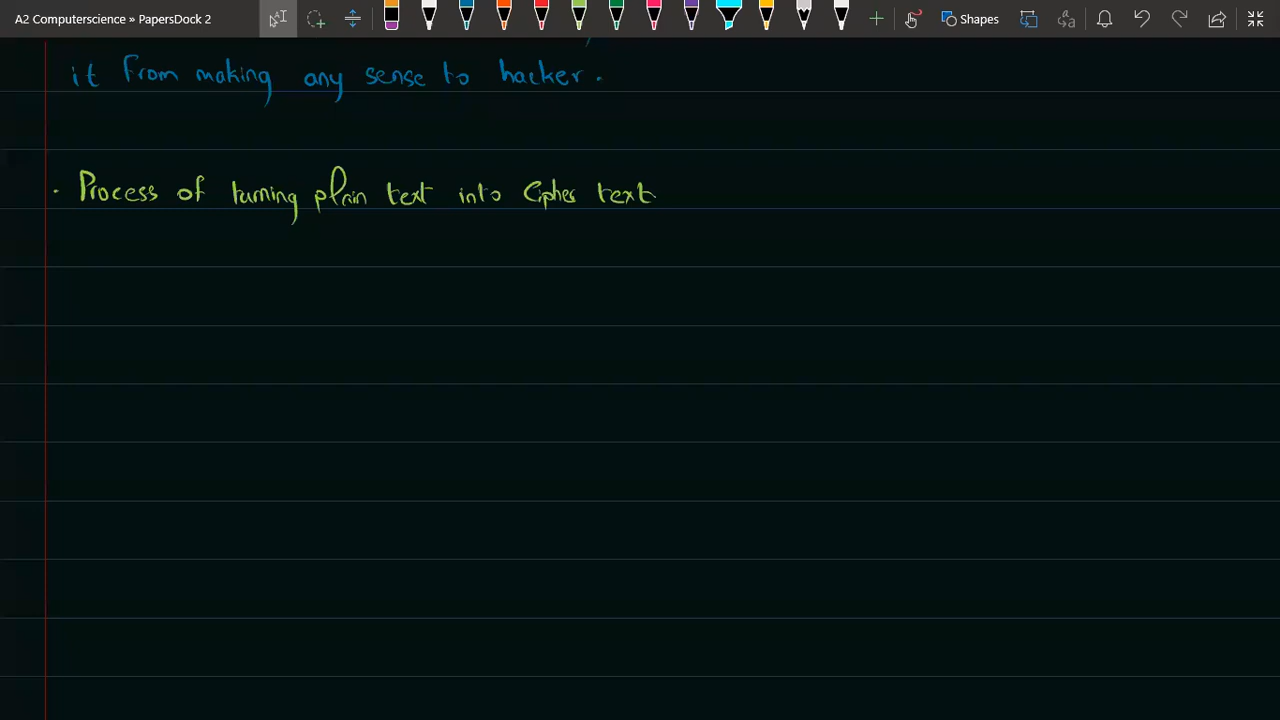 A2 Computerscience » PapersDock 2
Shapes
it from making any sense to hacker.
· Process of turning plain text into Cipher text